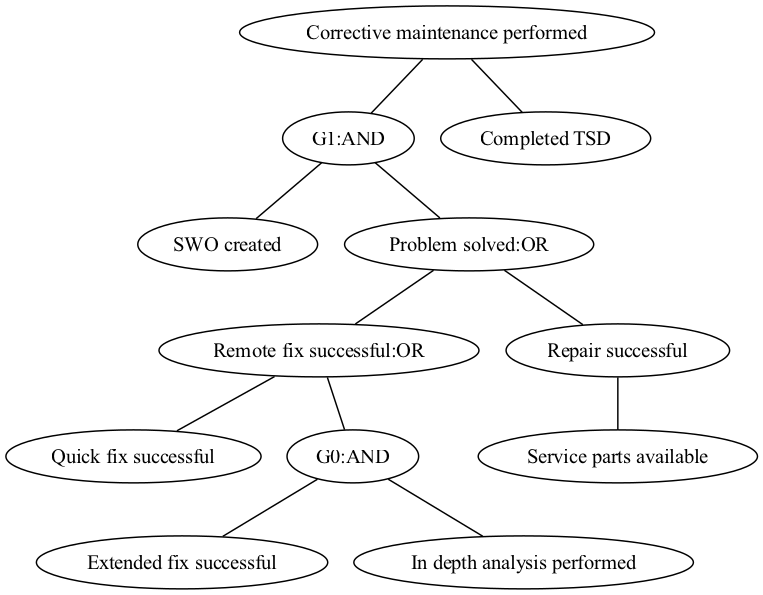 Corrective maintenance performed
G1:AND
Completed TSD
SWO created
Problem solved:OR
Remote fix successful:OR
Repair successful
Quick fix successful
G0:AND
Service parts available
Extended fix successful
In depth analysis performed